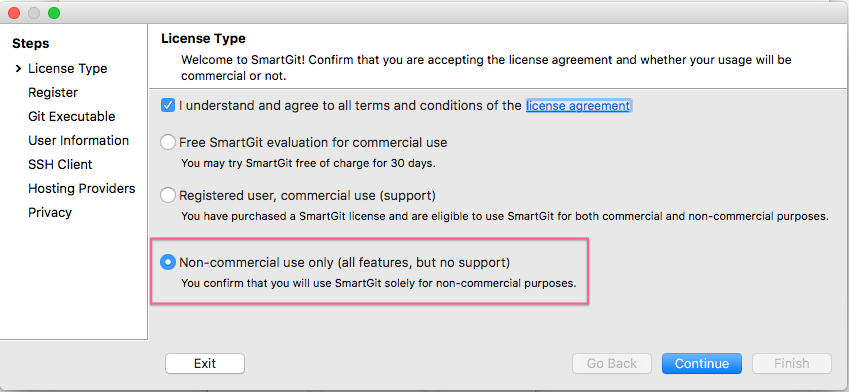 Steps
License Type
Register
Git Executable
User Information
SSH Client
Hosting Providers
Privacy
License Type
Welcome to SmartGit! Confirm that you are accepting the license agreement and whether your usage will be
commercial or not.
I understand and agree to all terms and conditions of the license agreement
Free SmartGit evaluation for commercial use
You may try SmartGit free of charge for 30 days.
Registered user, commercial use (support)
You have purchased a SmartGit license and are eligible to use SmartGit for both commercial and non-commercial purposes.
Non-commercial use only (all features, but no support)
You confirm that you will use SmartGit solely for non-commercial purposes.
Exit Go Back Continue Finish